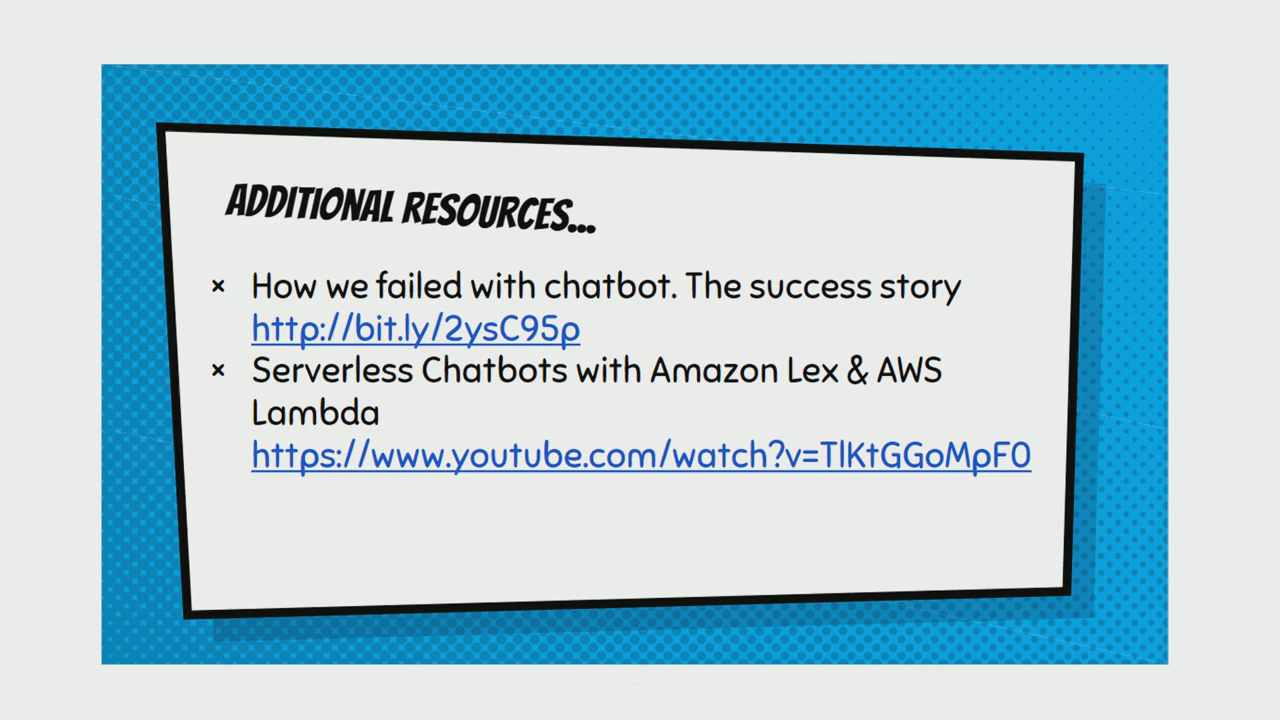 ADDITIONAL RESOURCES...
× How we failed with chatbot. The success story
http://bit.ly/2ysC95p
× Serverless Chatbots with Amazon Lex & AWS
Lambda
https://www.youtube.com/watch?v=TlKtGGoMpF0